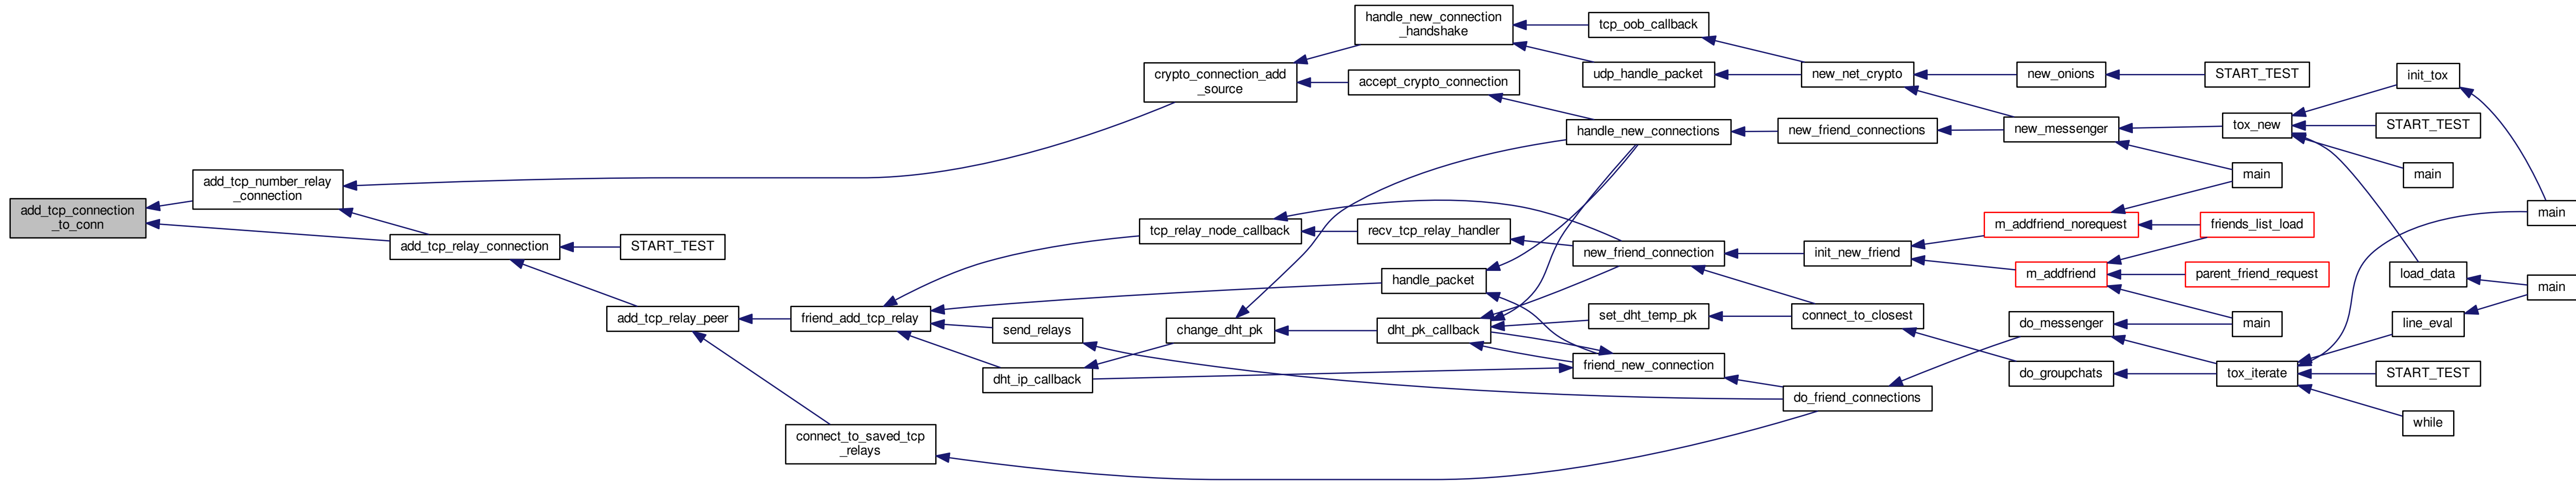 add_tcp_connection
_to_conn
add_tcp_number_relay
_connection
add_tcp_relay_connection
START_TEST
add_tcp_relay_peer
friend_add_tcp_relay
connect_to_saved_tcp
_relays
send_relays
dht_ip_callback
crypto_connection_add
_source
tcp_relay_node_callback
change_dht_pk
handle_new_connection
_handshake
accept_crypto_connection
recv_tcp_relay_handler
handle_packet
dht_pk_callback
tcp_oob_callback
udp_handle_packet
handle_new_connections
new_friend_connection
set_dht_temp_pk
friend_new_connection
new_net_crypto
new_friend_connections
init_new_friend
connect_to_closest
do_friend_connections
new_onions
new_messenger
m_addfriend_norequest
m_addfriend
do_messenger
do_groupchats
START_TEST
tox_new
main
friends_list_load
parent_friend_request
main
tox_iterate
init_tox
START_TEST
main
load_data
line_eval
START_TEST
while
main
main